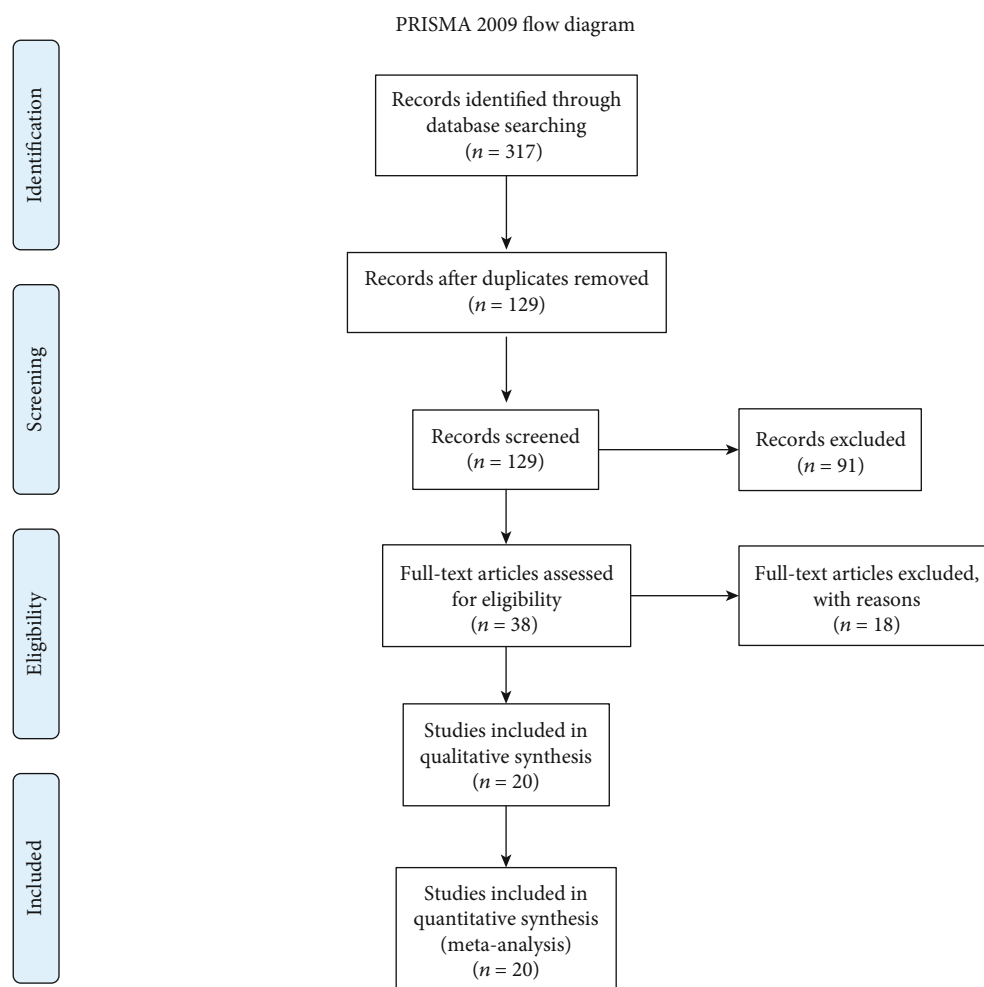 PRISMA 2009 flow diagram
Identification
Records identified through
database searching
(n = 317)
Records after duplicates removed
(n = 129)
Screening
Records screened
(n = 129)
Records excluded
(n = 91)
Eligibility
Full-text articles assessed
for eligibility
(n = 38)
Full-text articles excluded,
with reasons
(n = 18)
Studies included in
qualitative synthesis
(n = 20)
Included
Studies included in
quantitative synthesis
(meta-analysis)
(n = 20)